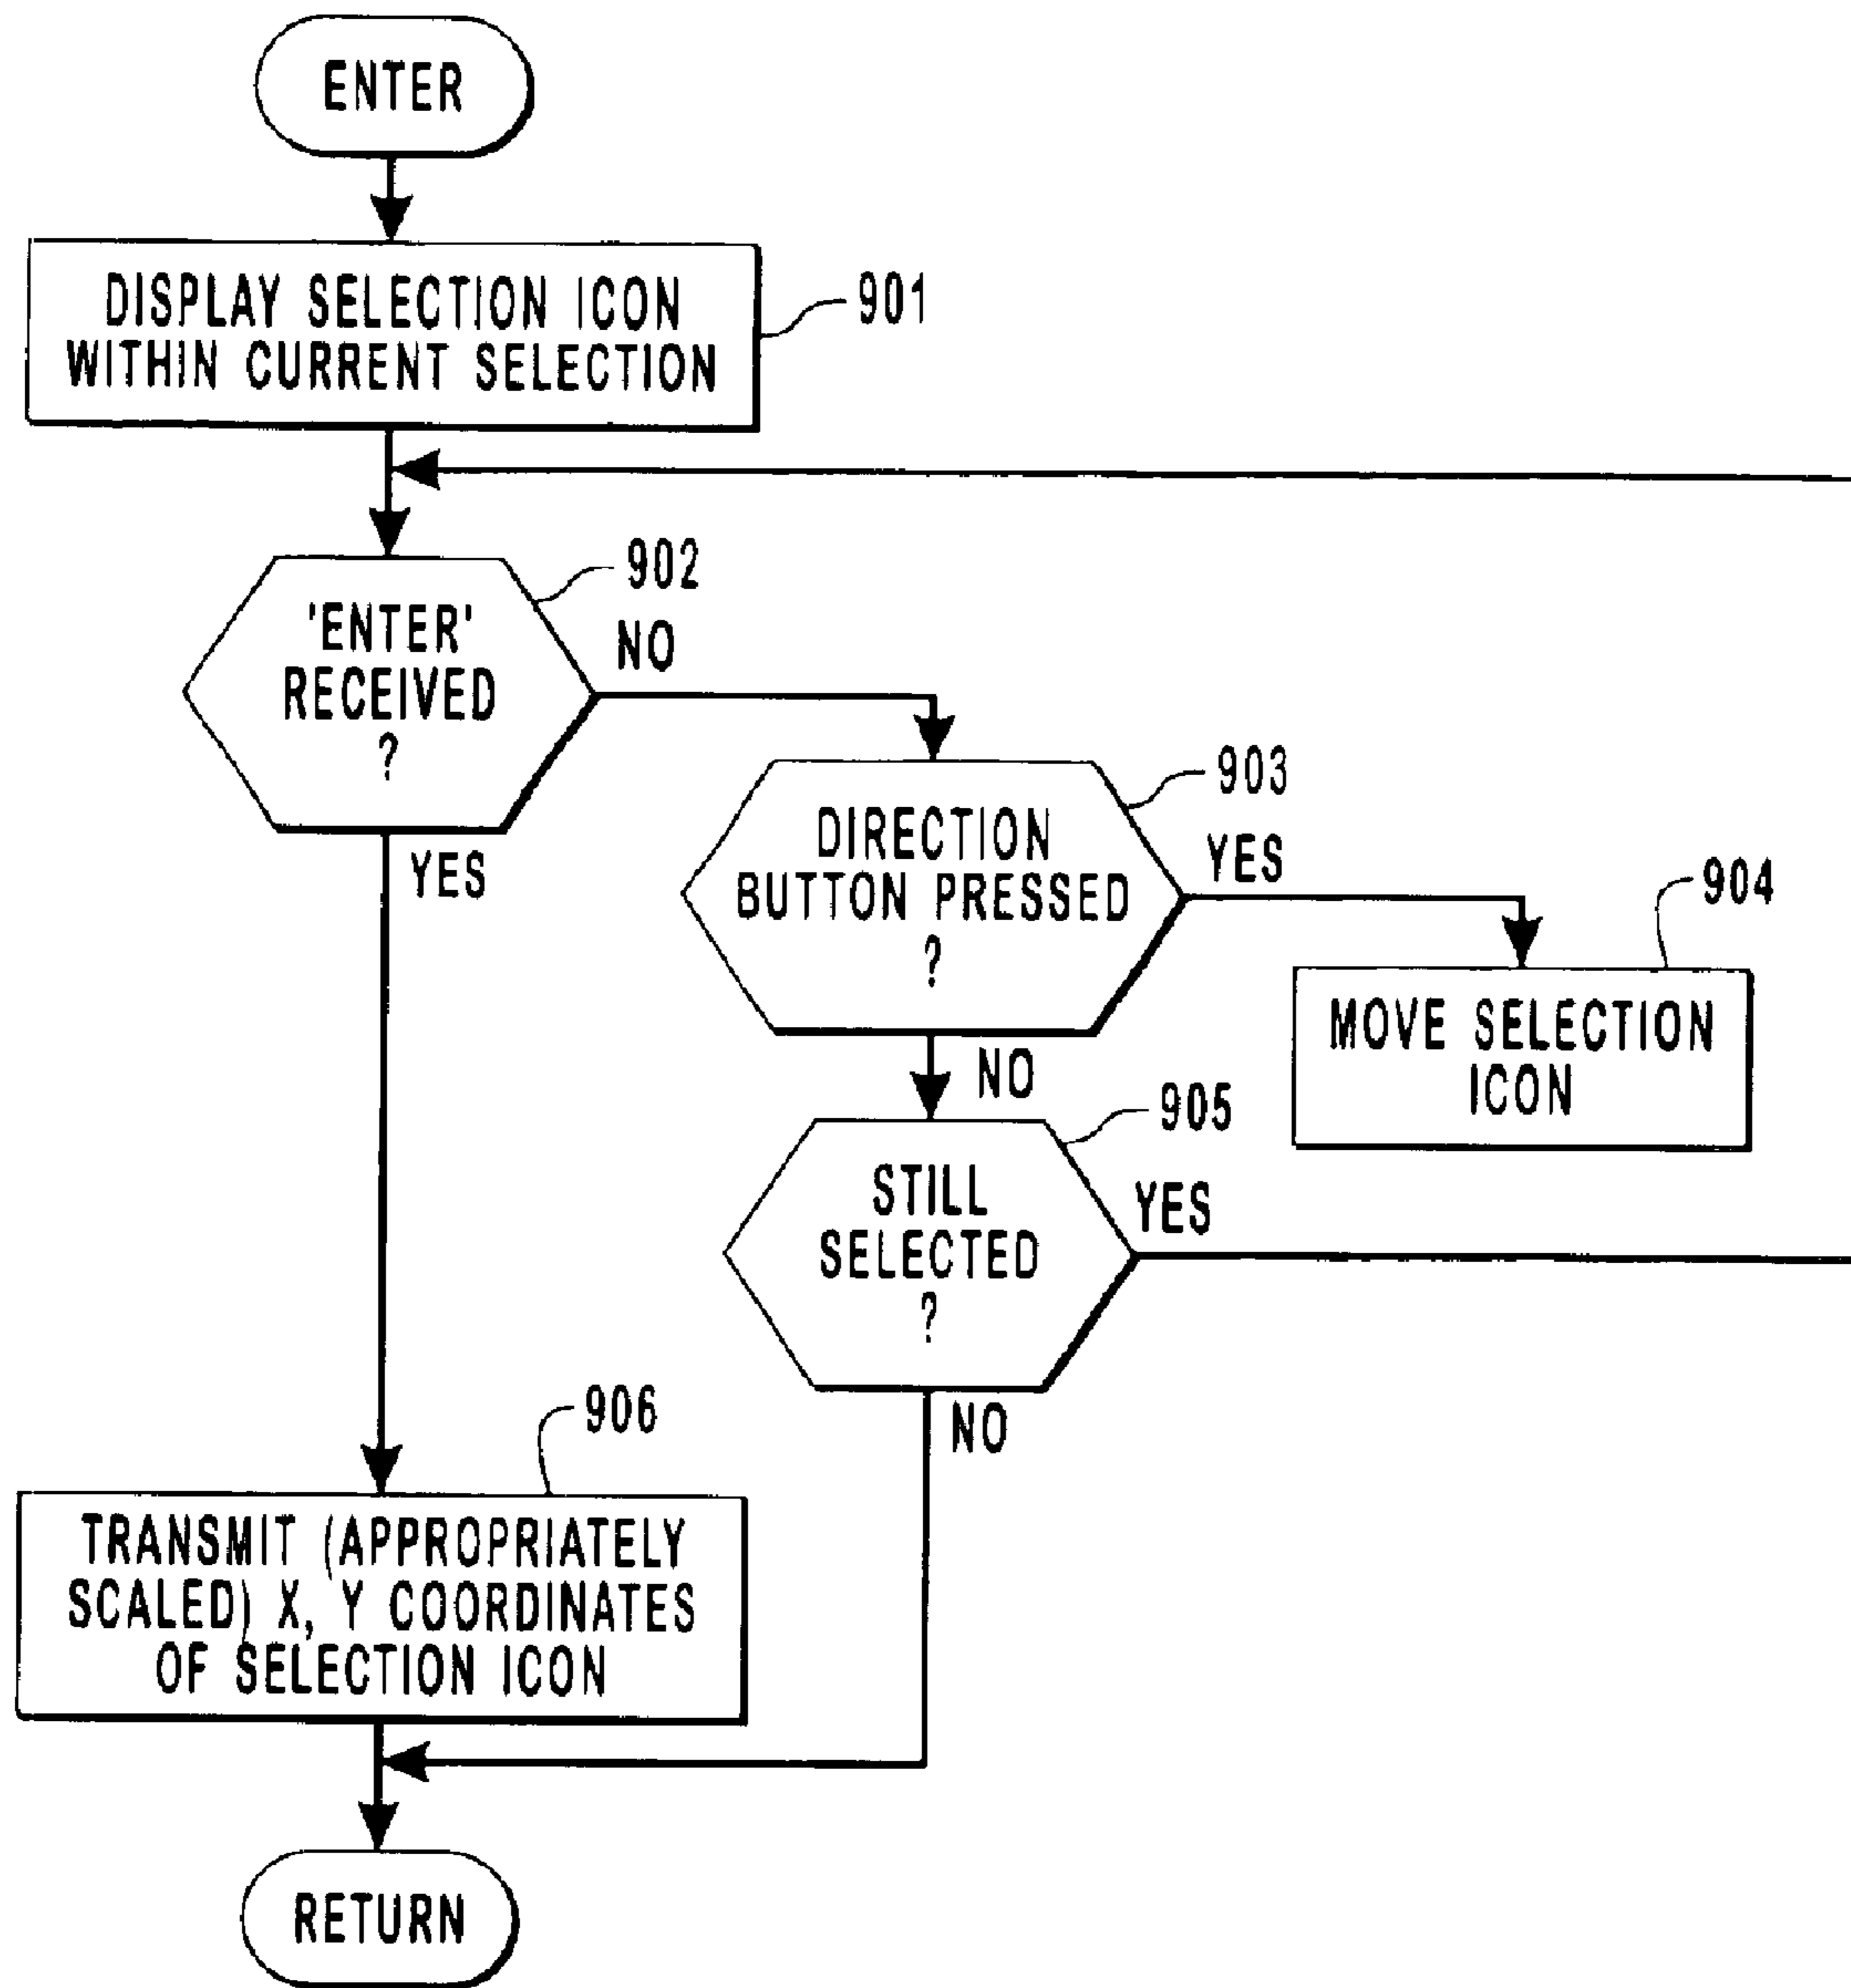 ENTER
DISPLAY SELECTION ICON
WITHIN CURRENT SELECTION
901
902
'ENTER'
RECEIVED
?
NO
YES
903
DIRECTION
BUTTON PRESSED
?
YES
NO
904
MOVE SELECTION
ICON
905
STILL
SELECTED
?
YES
NO
906
TRANSMIT (APPROPRIATELY
SCALED) X, Y COORDINATES
OF SELECTION ICON
RETURN